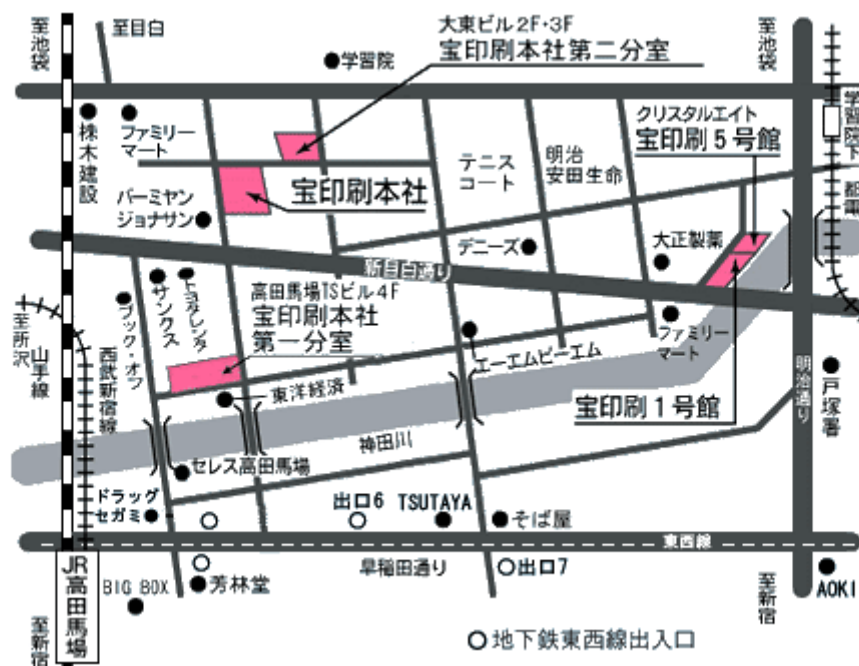 至池袋
至目白
大東ビル2F・3F
宝印刷本社第二分室
学習院
至池袋
学習院下
都電
株木建設
ファミリーマート
クリスタルエイト
宝印刷5号館
テニスコート
明治安田生命
宝印刷本社
バーミヤン
ジョナサン
デニーズ
大正製薬
新目白通り
トヨタレンタ
サンクス
ブック・オフ
高田馬場TSビル4F
宝印刷本社
第一分室
至所沢
山手線
西武新宿線
エーエムピーエム
ファミリーマート
東洋経済
宝印刷1号館
明治通り
戸塚署
神田川
セレス高田馬場
ドラッグ
セガミ
出口6
TSUTAYA
そば屋
東西線
早稲田通り
出口7
JR高田馬場
BIG BOX
芳林堂
至新宿
AOKI
至新宿
地下鉄東西線出入口